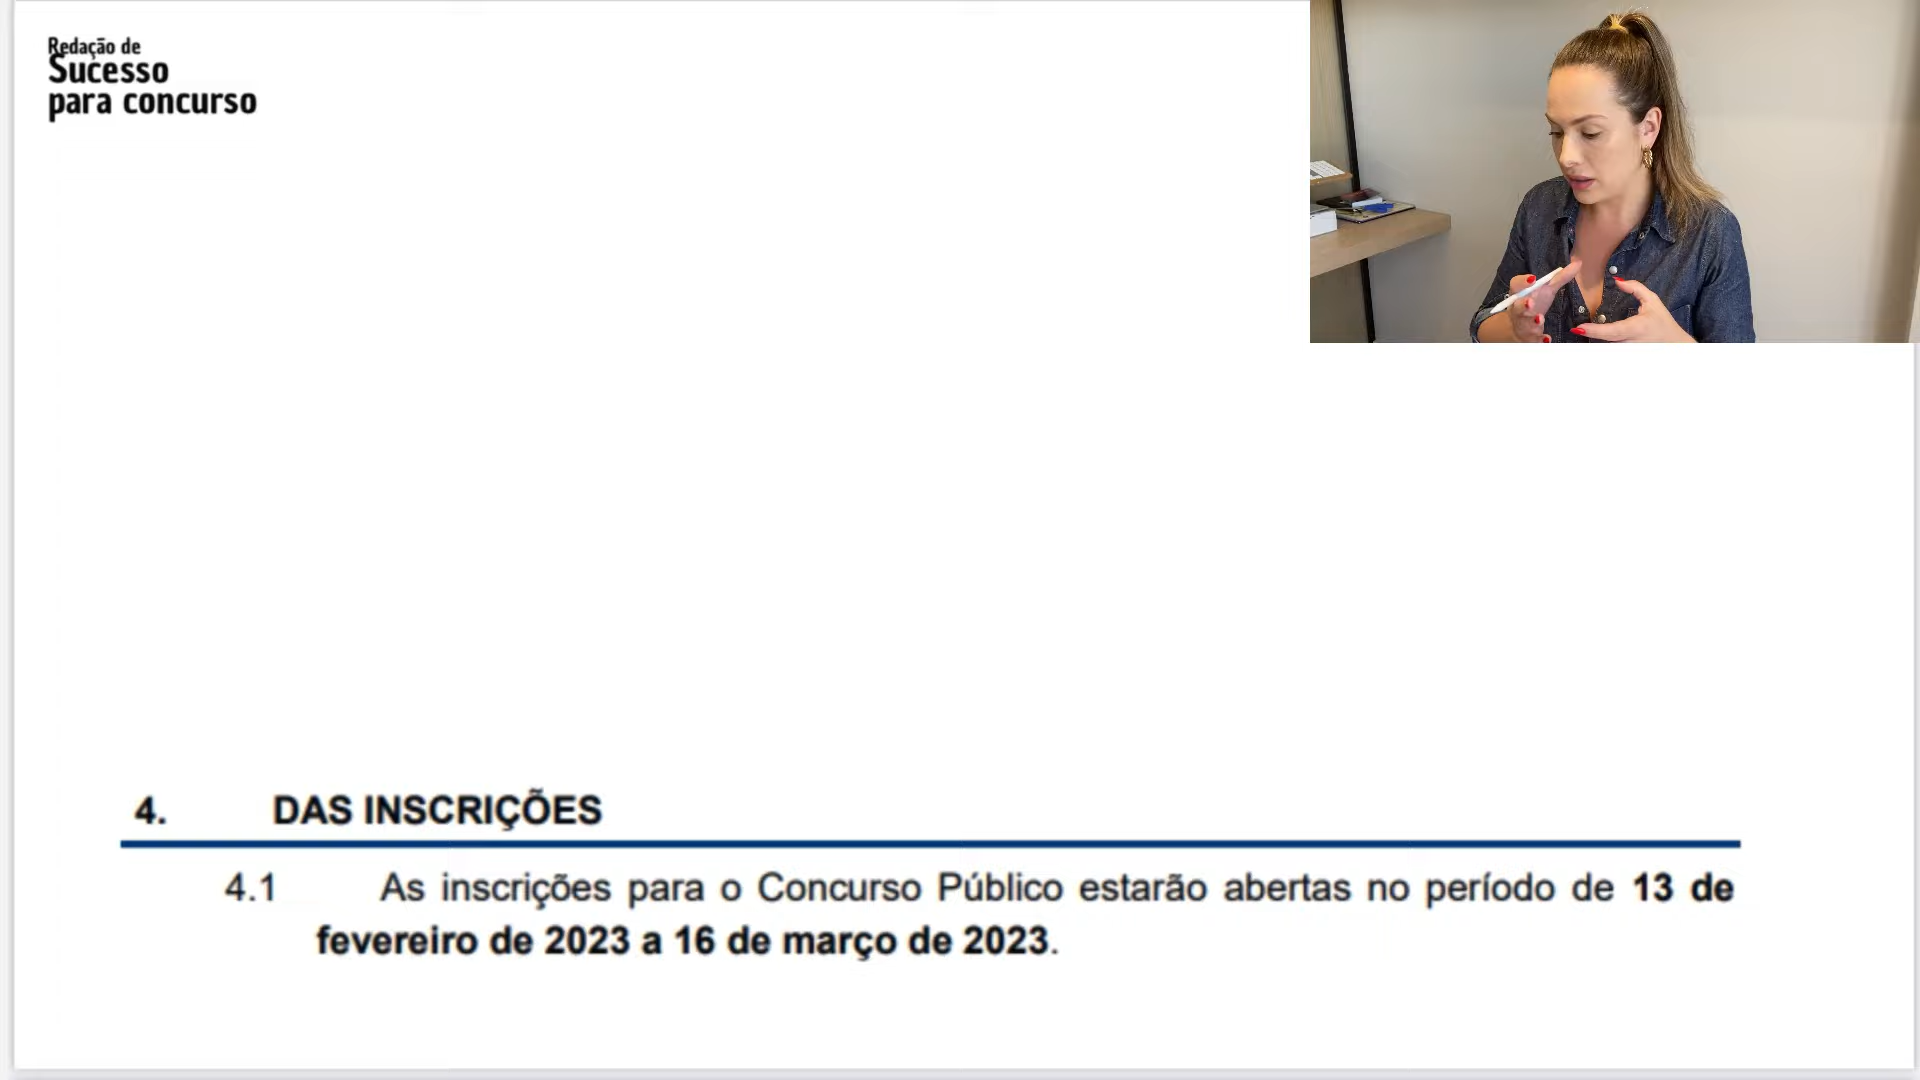 Redação de
Sucesso
para concurso
4. DAS INSCRIÇÕES
4.1 As inscrições para o Concurso Público estarão abertas no período de 13 de
fevereiro de 2023 a 16 de março de 2023.